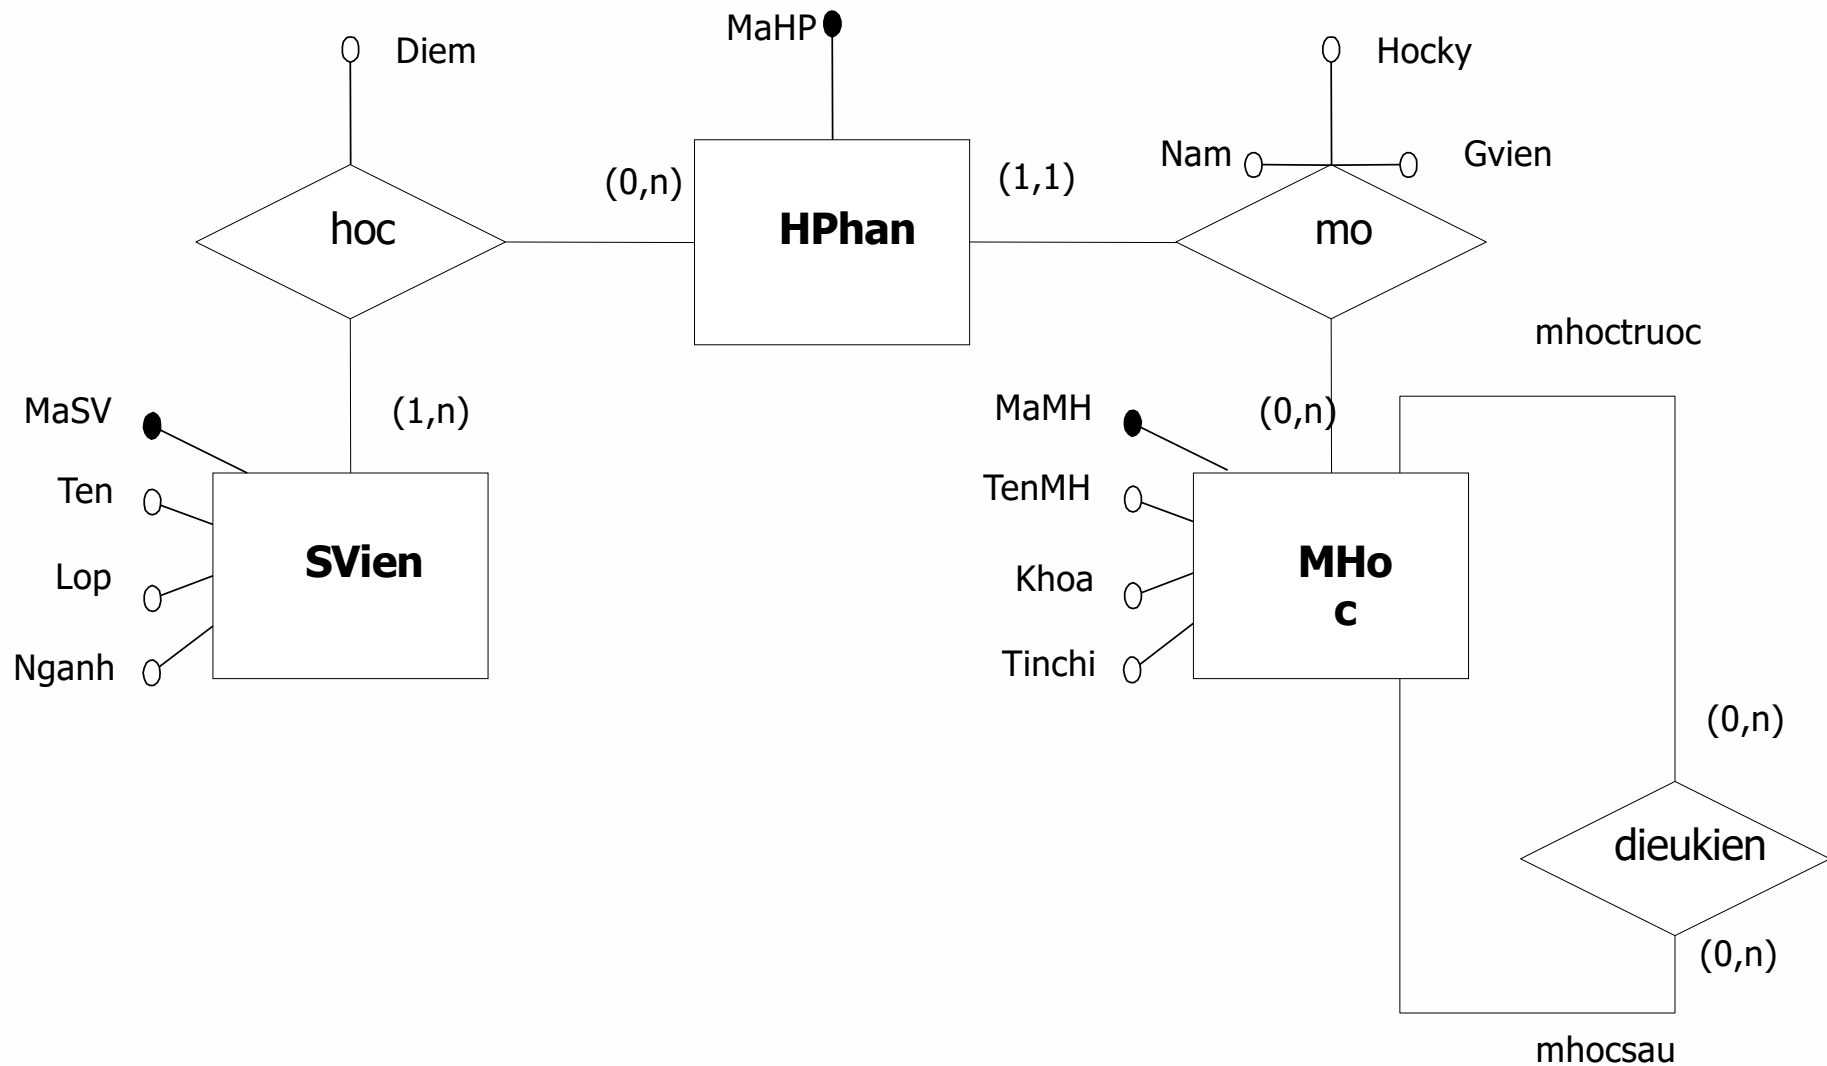 MaHP
Diem
Hocky
Nam
Gvien
(0,n)
(1,1)
hoc
HPhan
mo
mhoctruoc
MaSV
(1,n)
MaMH
(0,n)
Ten
TenMH
SVien
MHo
c
Lop
Khoa
Nganh
Tinchi
(0,n)
dieukien
(0,n)
mhocsau